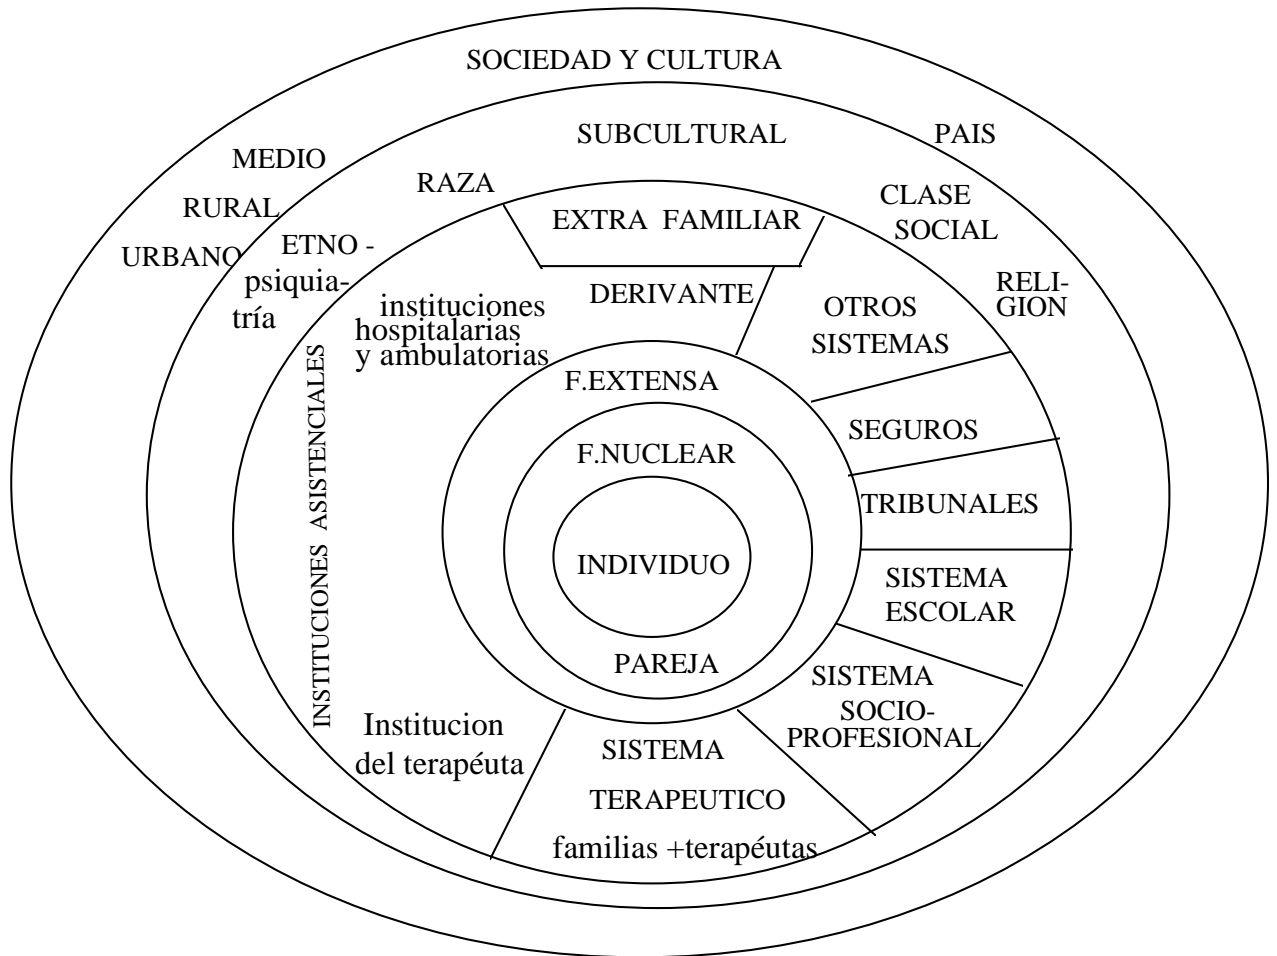 SOCIEDAD Y CULTURA
SUBCULTURAL
PAIS
MEDIO
RURAL
URBANO
RAZA
CLASE
SOCIAL
ETNO -
psiquia-
tría
RELI-
GION
EXTRA FAMILIAR
DERIVANTE
instituciones
hospitalarias
y ambulatorias
OTROS
SISTEMAS
INSTITUCIONES ASISTENCIALES
F.EXTENSA
SEGUROS
F.NUCLEAR
TRIBUNALES
INDIVIDUO
SISTEMA
ESCOLAR
PAREJA
SISTEMA
SOCIO-
PROFESIONAL
Institucion
del terapéuta
SISTEMA
TERAPEUTICO
familias +terapéutas